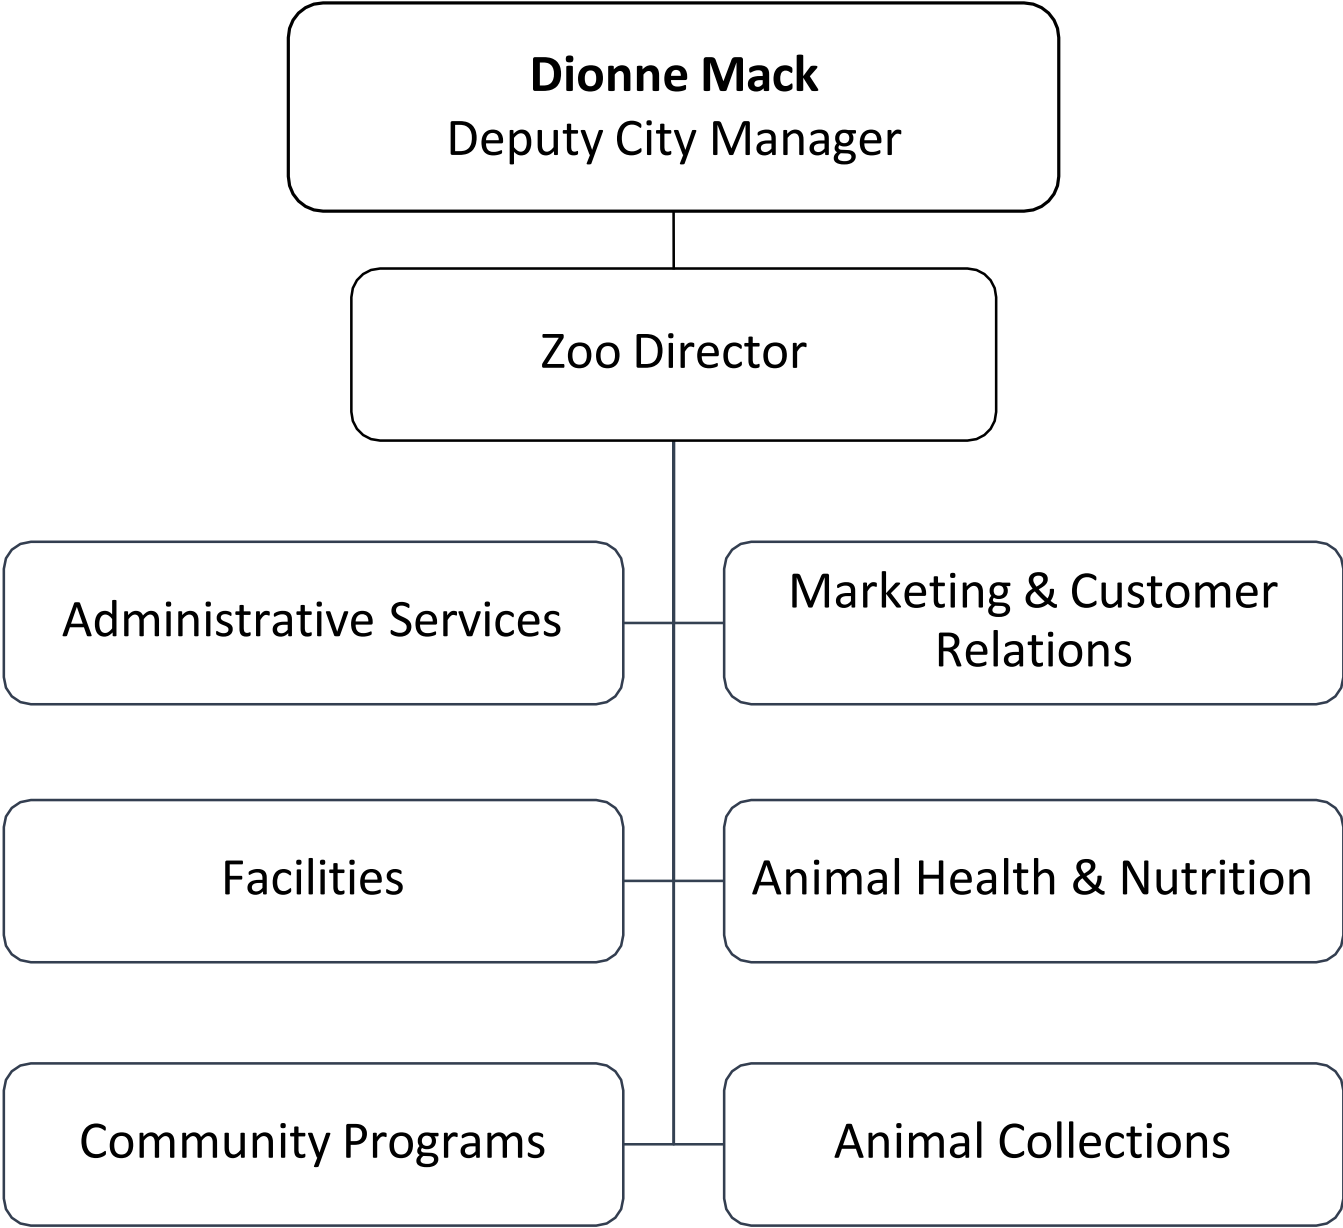 Dionne Mack
Deputy City Manager
Zoo Director
Administrative Services
Marketing & Customer
Relations
Facilities
Animal Health & Nutrition
Community Programs
Animal Collections